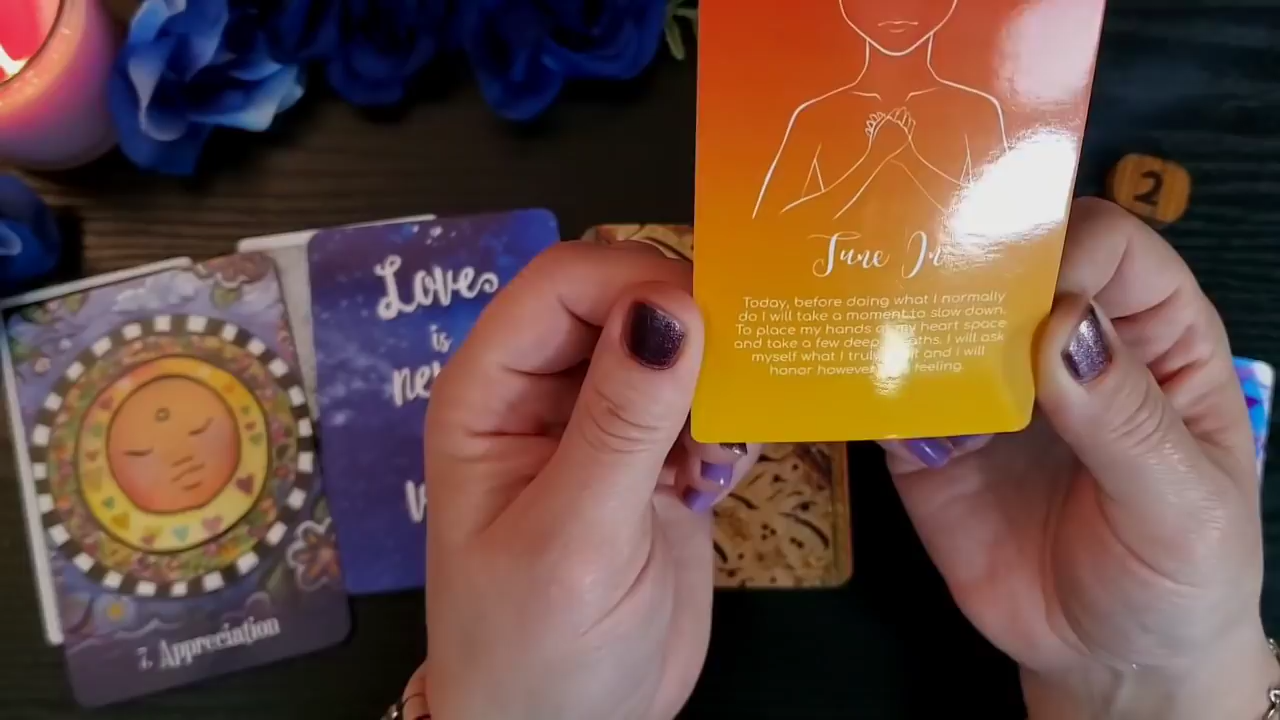 2
Tune In
Today, before doing what I normally
do I will take a moment to slow down.
To place my hands my heart space
and take a few deep I will ask
myself what I truly and I will
honor however feeling.
Love
is
7. Appreciation